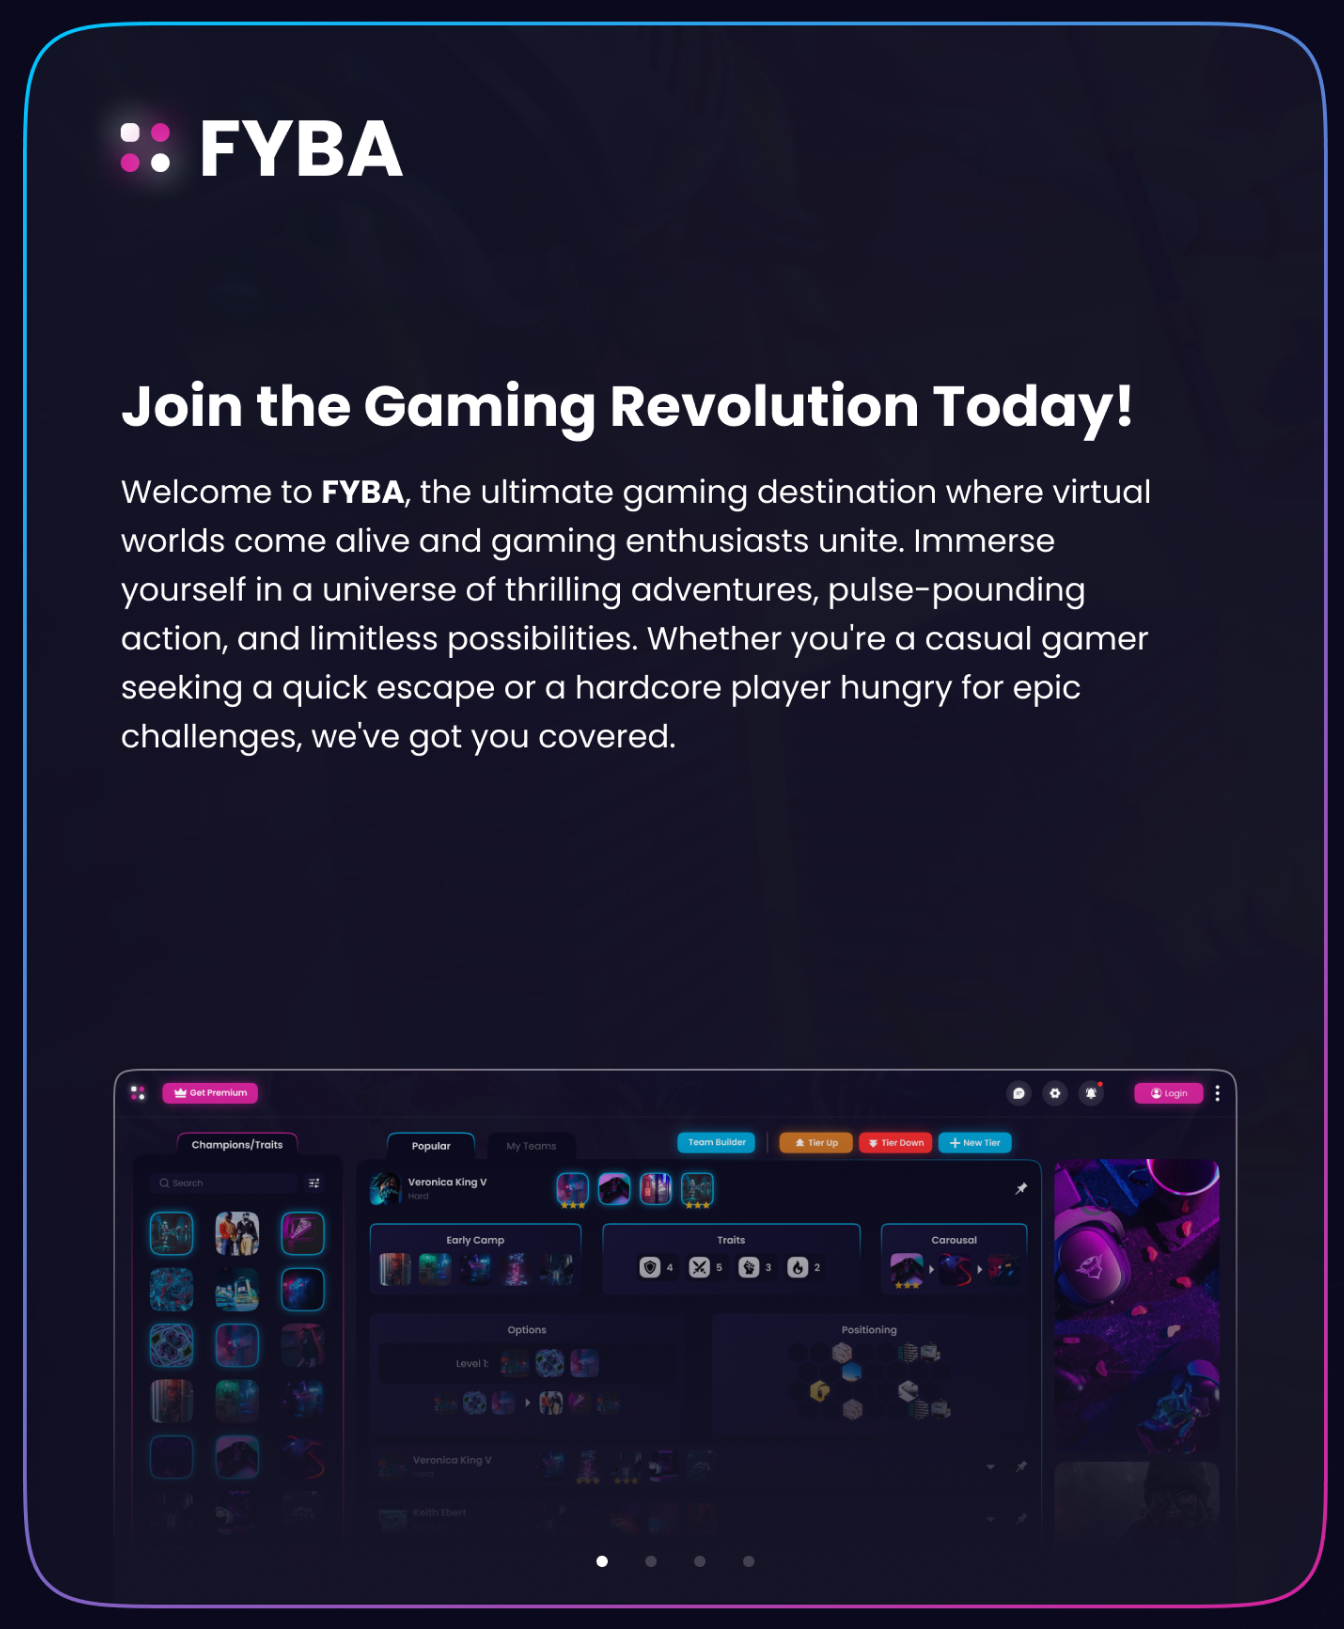 FYBA
Join the Gaming Revolution Today!
Welcome to FYBA, the ultimate gaming destination where virtual
worlds come alive and gaming enthusiasts unite. Immerse
yourself in a universe of thrilling adventures, pulse-pounding
action, and limitless possibilities. Whether you're a casual gamer
seeking a quick escape or a hardcore player hungry for epic
challenges, we've got you covered.
Get Premium
Login
Champions/Traits
Popular
My Teams
Team Builder
Tier Up
Tier Down
New Tier
Search
Veronica King V
Hard
Early Camp
Traits
Carousal
4
5
3
2
Options
Positioning
Level 1:
Veronica King V
Hard
Keith Ebert